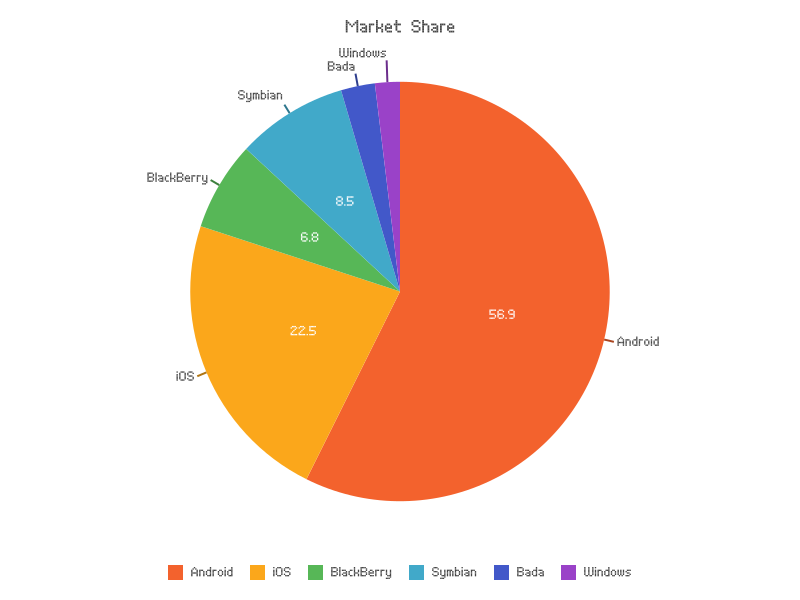 Market Share
Windows
Bada
Symbian
BlackBerry
8.5
6.8
56.9
22.5
Android
iOS
Android iOS BlackBerry Symbian Bada Windows